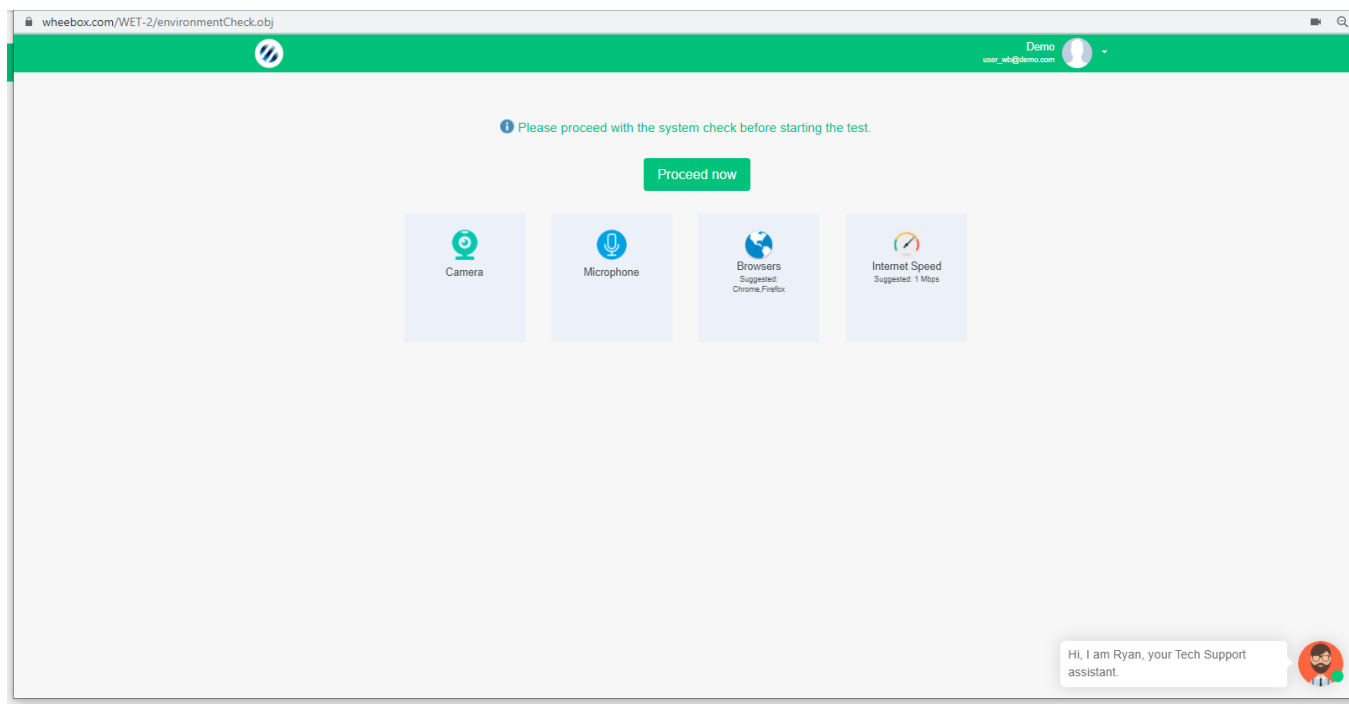 wheebox.com/WET-2/environmentCheck.obj
Demo
user_wb@demo.com
Please proceed with the system check before starting the test.
Proceed now
Camera
Microphone
Browsers
Suggested:
Chrome,Firefox
Internet Speed
Suggested: 1 Mbps
Hi, I am Ryan, your Tech Support
assistant.